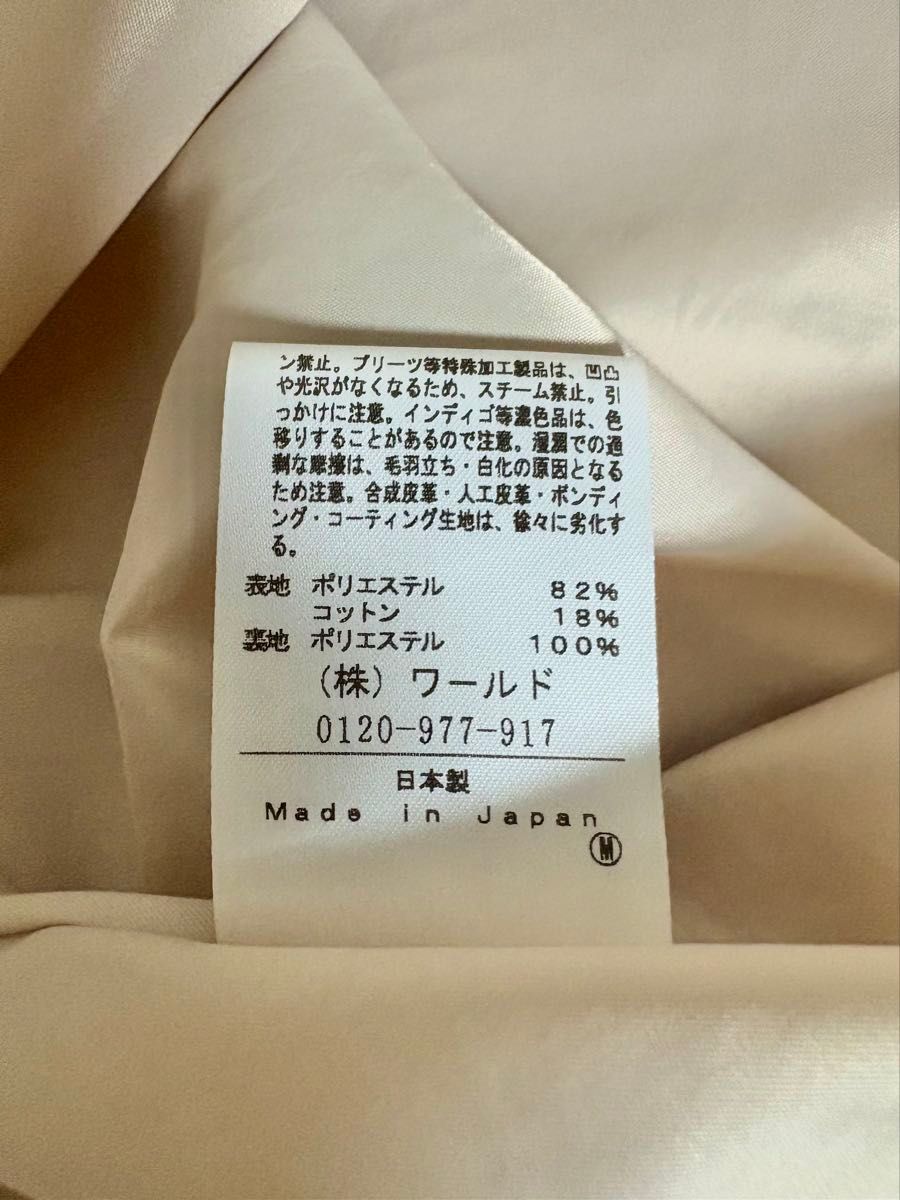 ン禁止。プリーツ等特殊加工製品は、凹凸
や光沢がなくなるため、スチーム禁止。引
っかけに注意。インディゴ等濃色品は、色
移りすることがあるので注意。湿潤での過
剰な摩擦は、毛羽立ち・白化の原因となる
ため注意。合成皮革・人工皮革・ボンディ
ング・コーティング生地は、徐々に劣化す
る。
表地 ポリエステル 82%
コットン 18%
裏地 ポリエステル 100%
(株)ワールド
0120-977-917
日本製
Made in Japan
Ⓜ